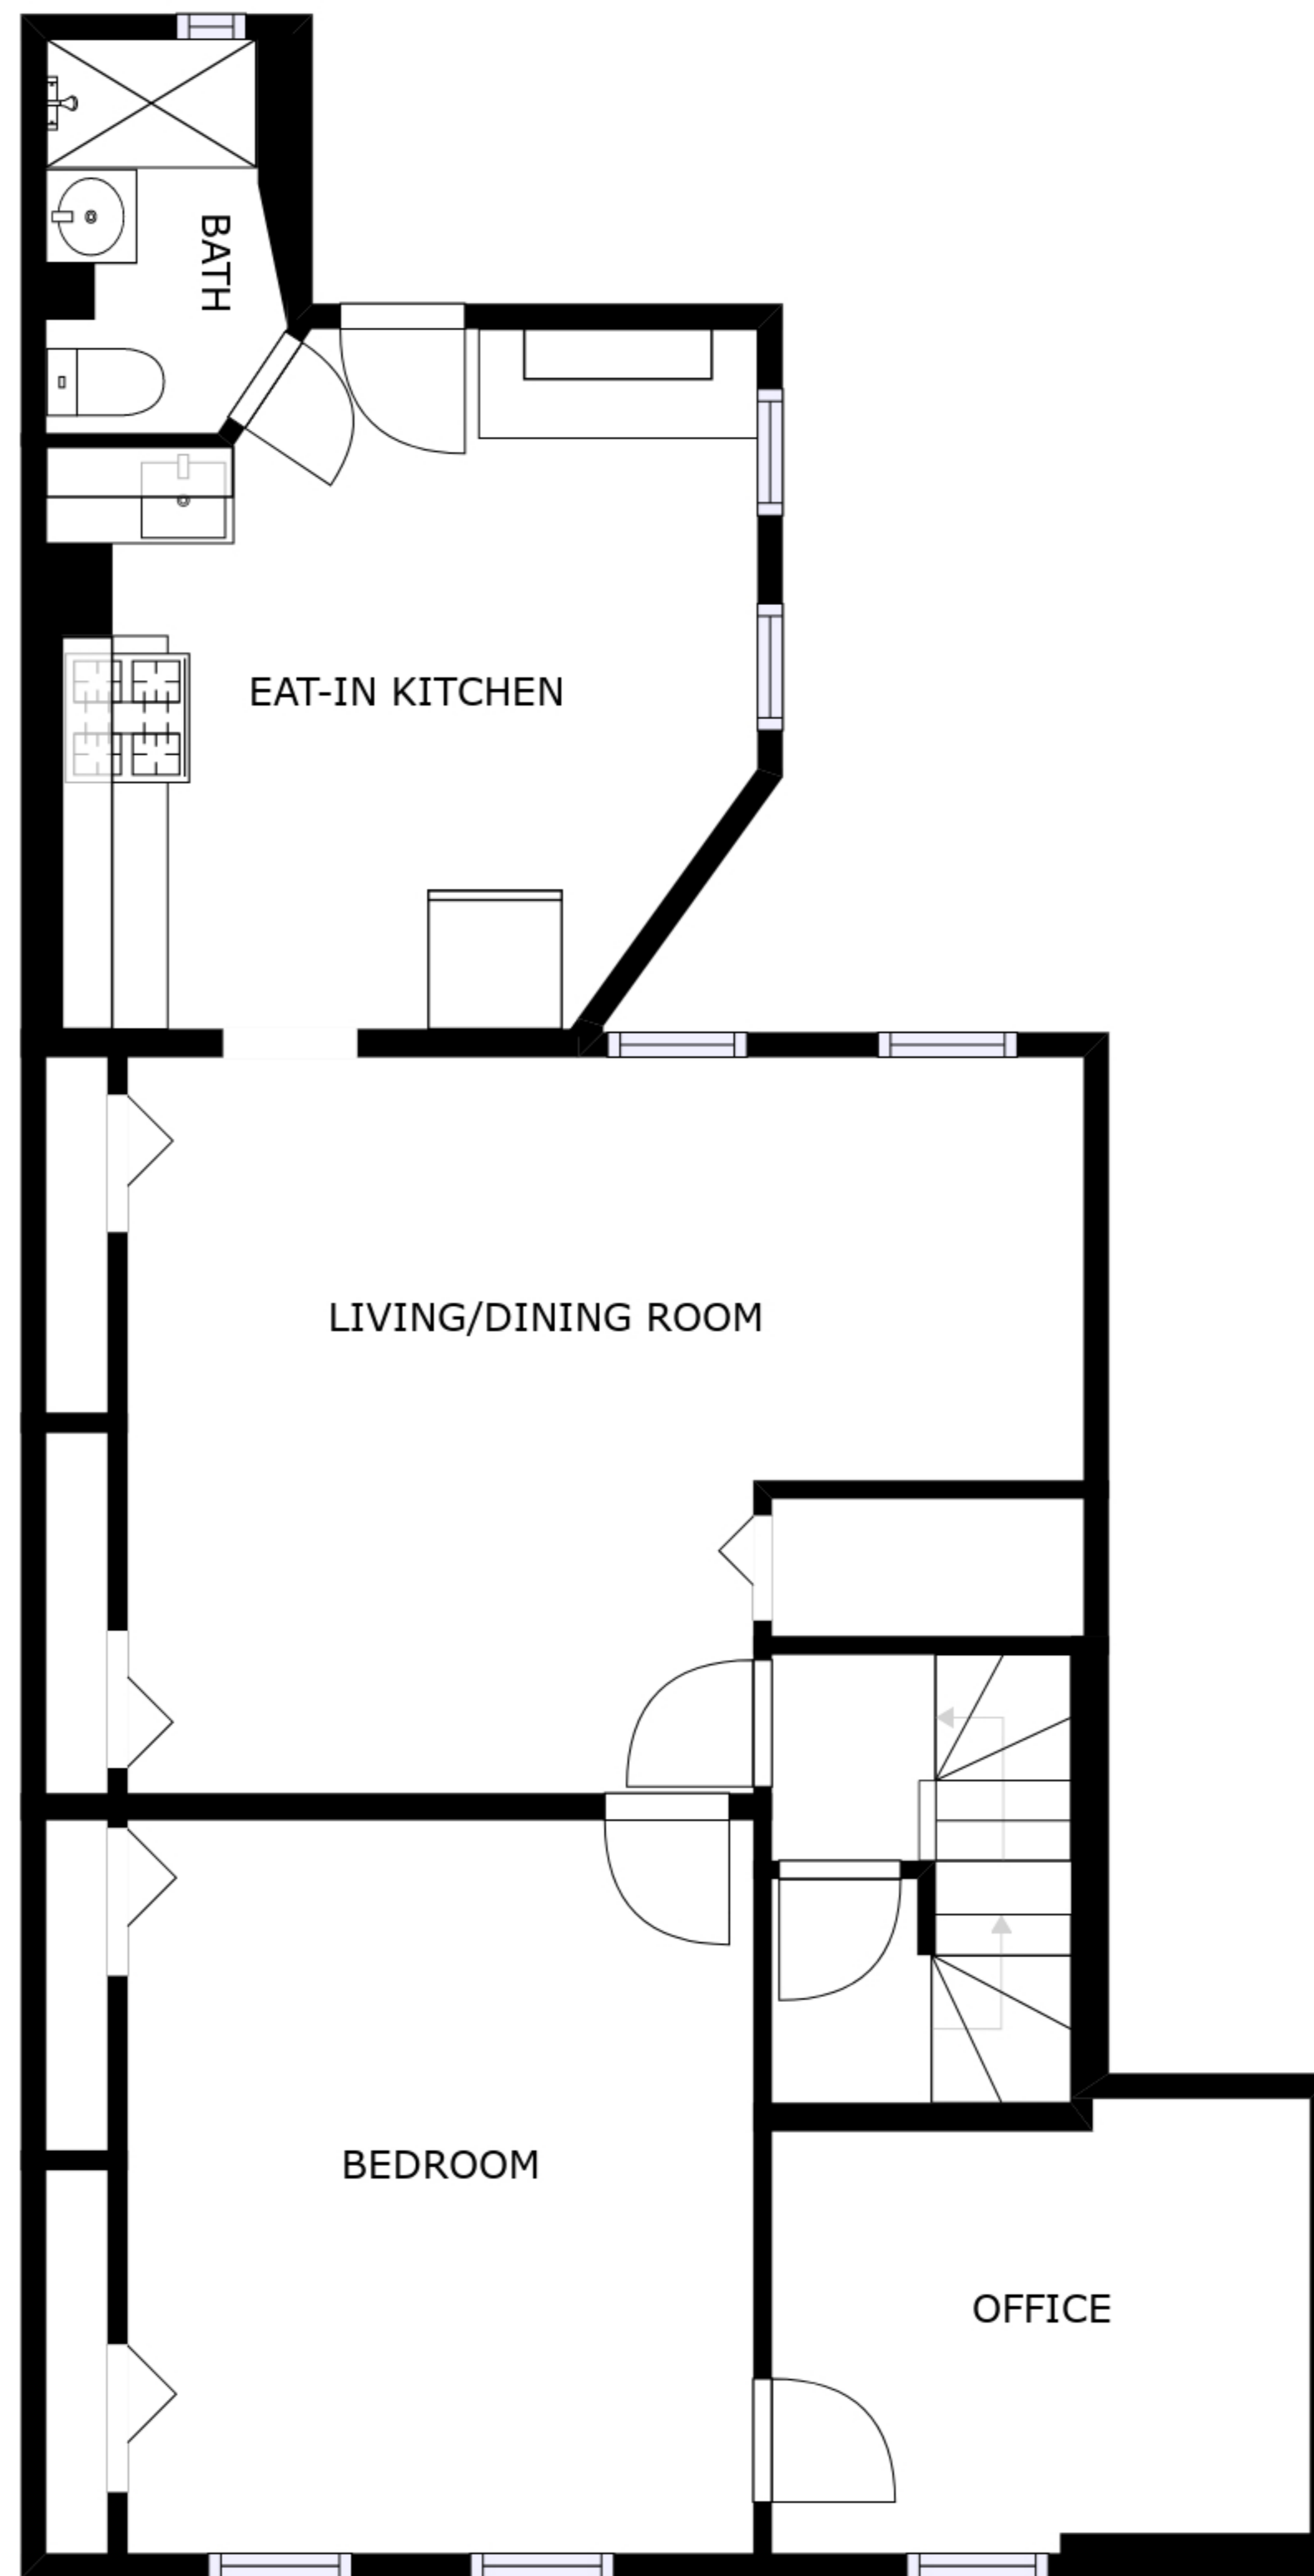 BATH
EAT-IN KITCHEN
LIVING/DINING ROOM
BEDROOM
OFFICE